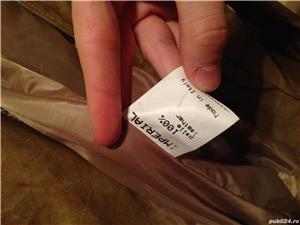 IMPERIAL
100%
pelle
leather
Made in Italy
publi24.ro